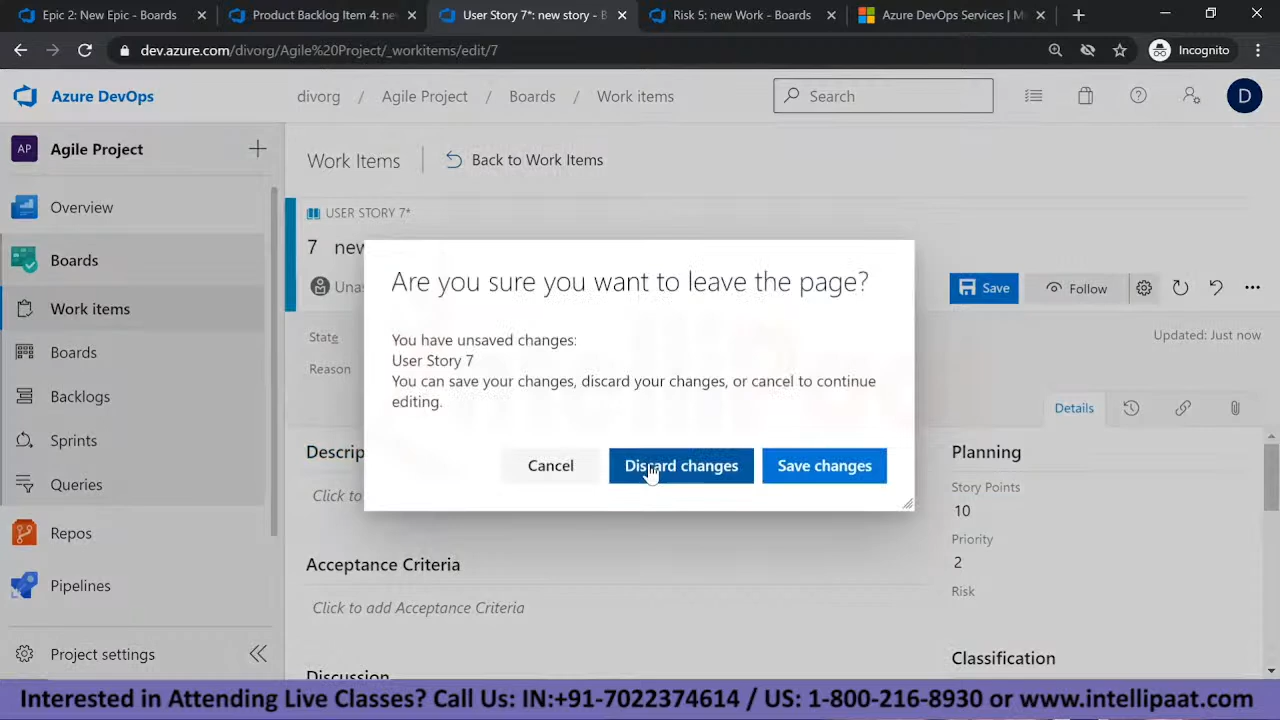 Epic 2: New Epic - Boards
Product Backlog Item 4: ne
User Story 7*: new story - B
Risk 5: new Work - Boards
Azure DevOps Services | M
dev.azure.com/divorg/Agile%20Project/_workitems/edit/7
Incognito
Azure DevOps
divorg / Agile Project / Boards / Work items
Search
D
AP Agile Project
Work Items
Back to Work Items
Overview
USER STORY 7*
7 new
Boards
Are you sure you want to leave the page?
Unas
Save
Follow
Work items
State
You have unsaved changes:
Updated: Just now
User Story 7
Boards
Reason
You can save your changes, discard your changes, or cancel to continue
editing.
Backlogs
Details
Sprints
Descrip
Planning
Cancel
Discard changes
Save changes
Queries
Click to
Story Points
10
Repos
Priority
2
Acceptance Criteria
Pipelines
Risk
Click to add Acceptance Criteria
Project settings
Classification
Discussion
Interested in Attending Live Classes? Call Us: IN:+91-7022374614 / US: 1-800-216-8930 or www.intellipaat.com